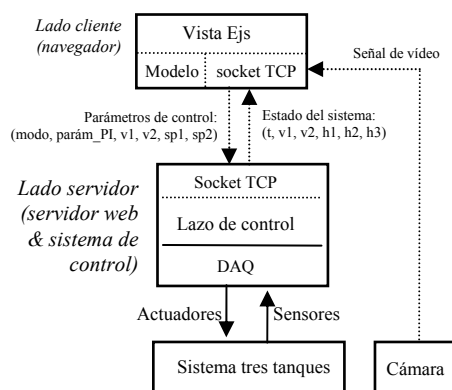 Lado cliente
(navegador)
Vista Ejs
Modelo
socket TCP
Señal de vídeo
Parámetros de control:
(modo, parám_PI, v1, v2, sp1, sp2)
Estado del sistema:
(t, v1, v2, h1, h2, h3)
Lado servidor
(servidor web
& sistema de
control)
Socket TCP
Lazo de control
DAQ
Actuadores
Sensores
Sistema tres tanques
Cámara